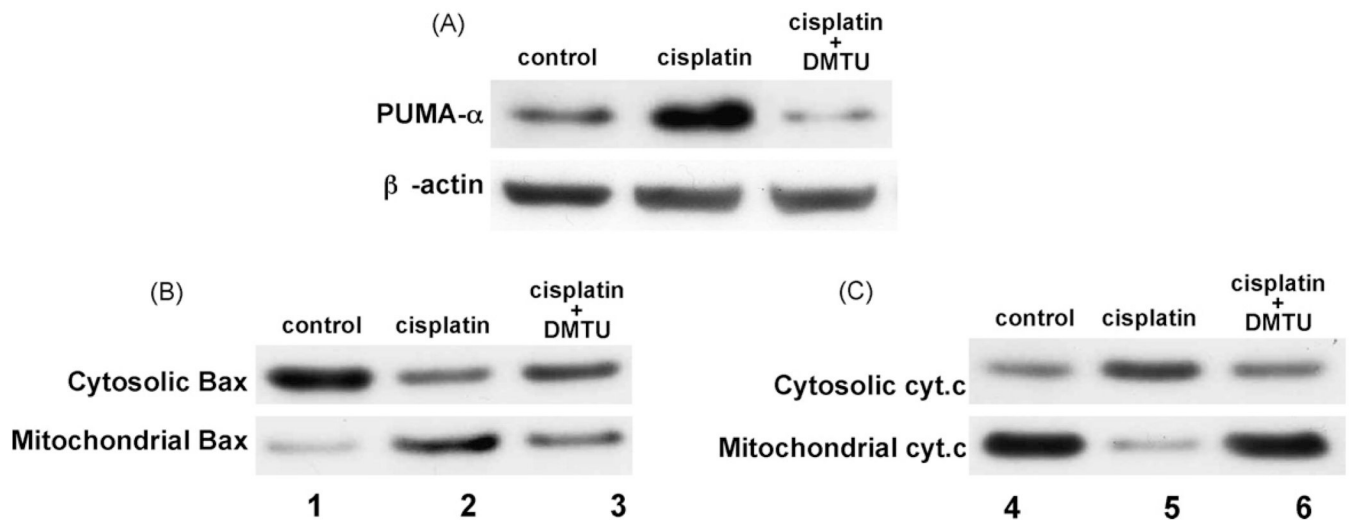 (A)
control cisplatin cisplatin
+
DMTU
PUMA-α
β -actin
(B)
control cisplatin cisplatin
+
DMTU
Cytosolic Bax
Mitochondrial Bax
1 2 3
(C)
control cisplatin cisplatin
+
DMTU
Cytosolic cyt.c
Mitochondrial cyt.c
4 5 6